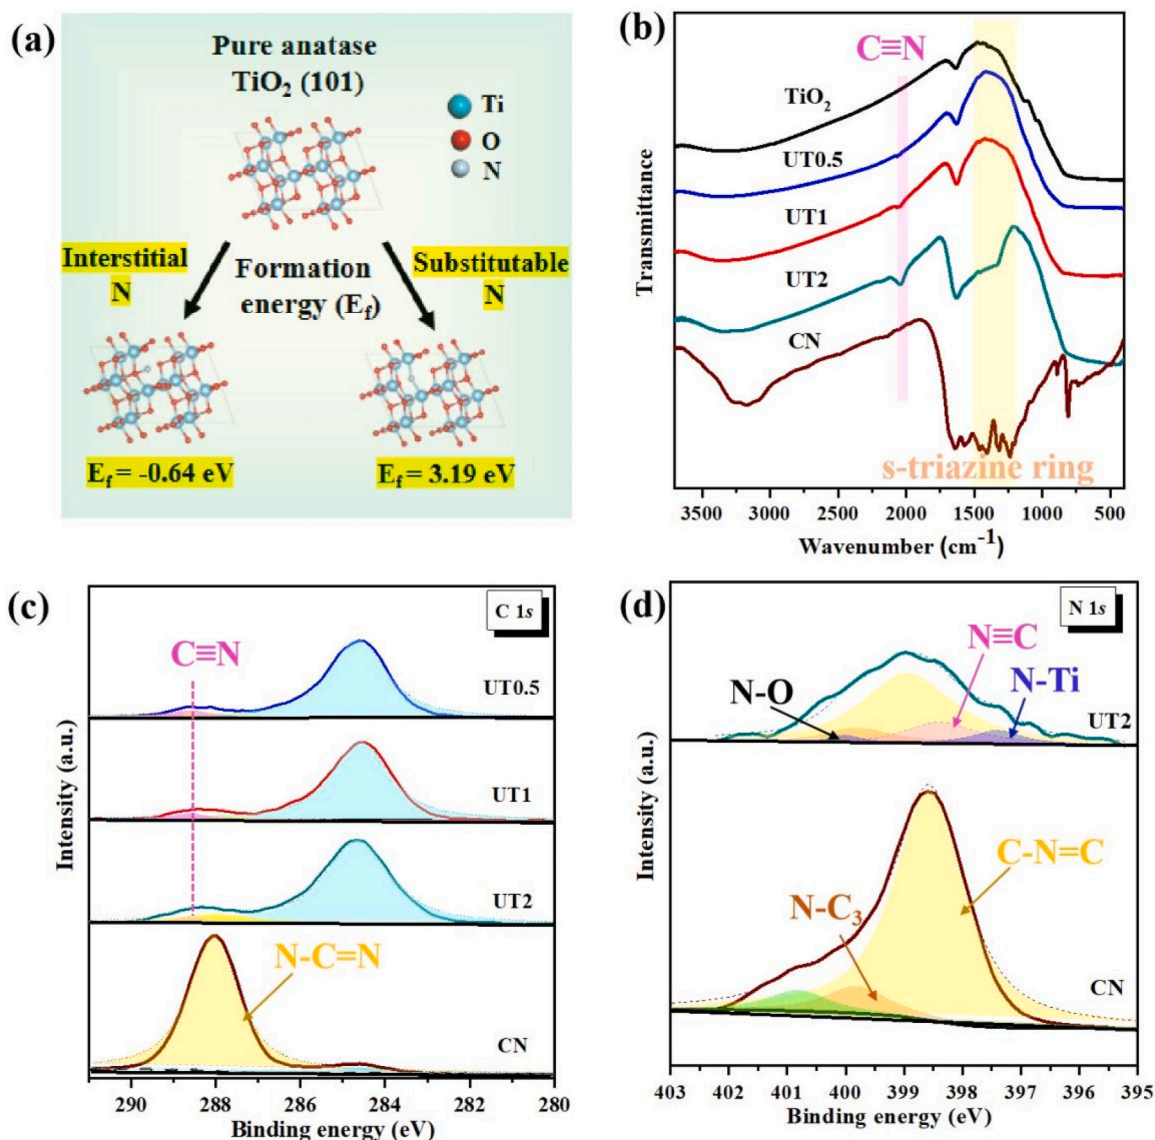 (a)
Pure anatase
TiO₂ (101)
Ti
O
N
Interstitial
N
Formation
energy (E_f)
Substitutable
N
E_f = -0.64 eV
E_f = 3.19 eV
(b)
C≡N
TiO₂
UT0.5
UT1
UT2
CN
s-triazine ring
Transmittance
3500 3000 2500 2000 1500 1000 500
Wavenumber (cm⁻¹)
(c)
C 1s
C≡N
UT0.5
UT1
UT2
N-C=N
CN
Intensity (a.u.)
290 288 286 284 282 280
Binding energy (eV)
(d)
N 1s
N≡C
N-O
N-Ti
UT2
C-N=C
N-C₃
CN
Intensity (a.u.)
403 402 401 400 399 398 397 396 395
Binding energy (eV)